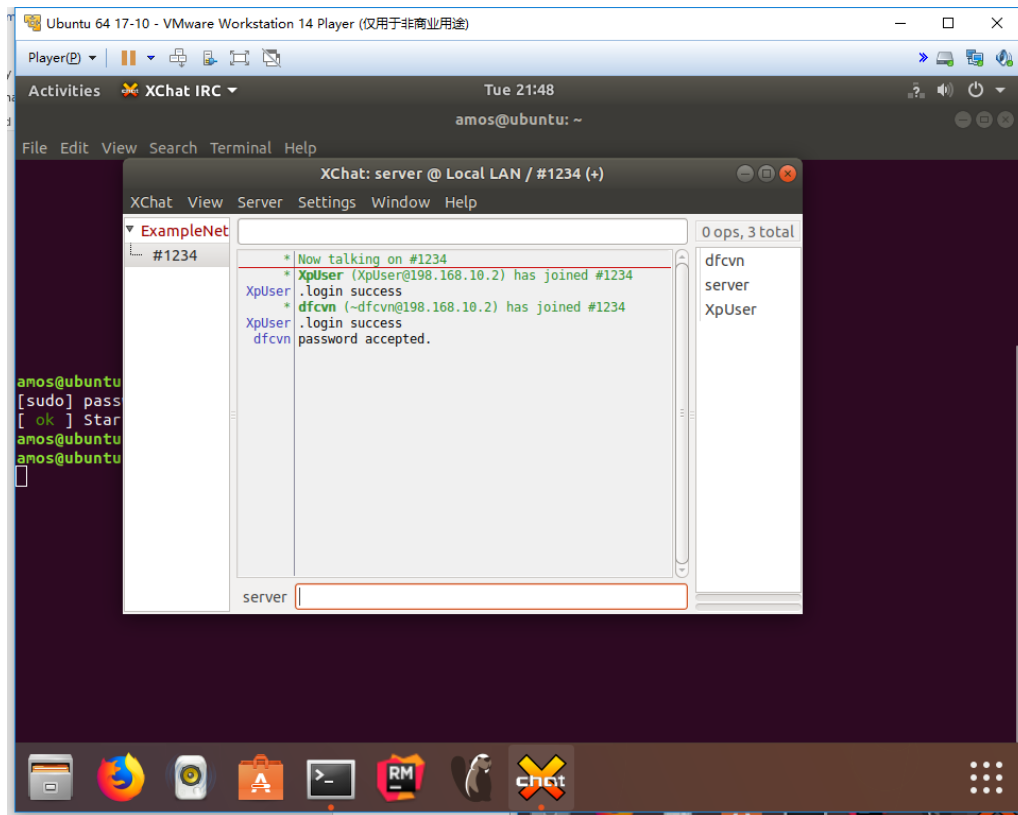 Ubuntu 64 17-10 - VMware Workstation 14 Player (仅用于非商业用途)
Player(P)
Activities XChat IRC Tue 21:48
amos@ubuntu: ~
File Edit View Search Terminal Help
XChat: server @ Local LAN / #1234 (+)
XChat View Server Settings Window Help
ExampleNet
#1234
0 ops, 3 total
* Now talking on #1234
* XpUser (XpUser@198.168.10.2) has joined #1234
XpUser .login success
* dfcvn (~dfcvn@198.168.10.2) has joined #1234
XpUser .login success
dfcvn password accepted.
dfcvn
server
XpUser
server
amos@ubuntu
[sudo] pass
[ ok ] Star
amos@ubuntu
amos@ubuntu
RM
chat